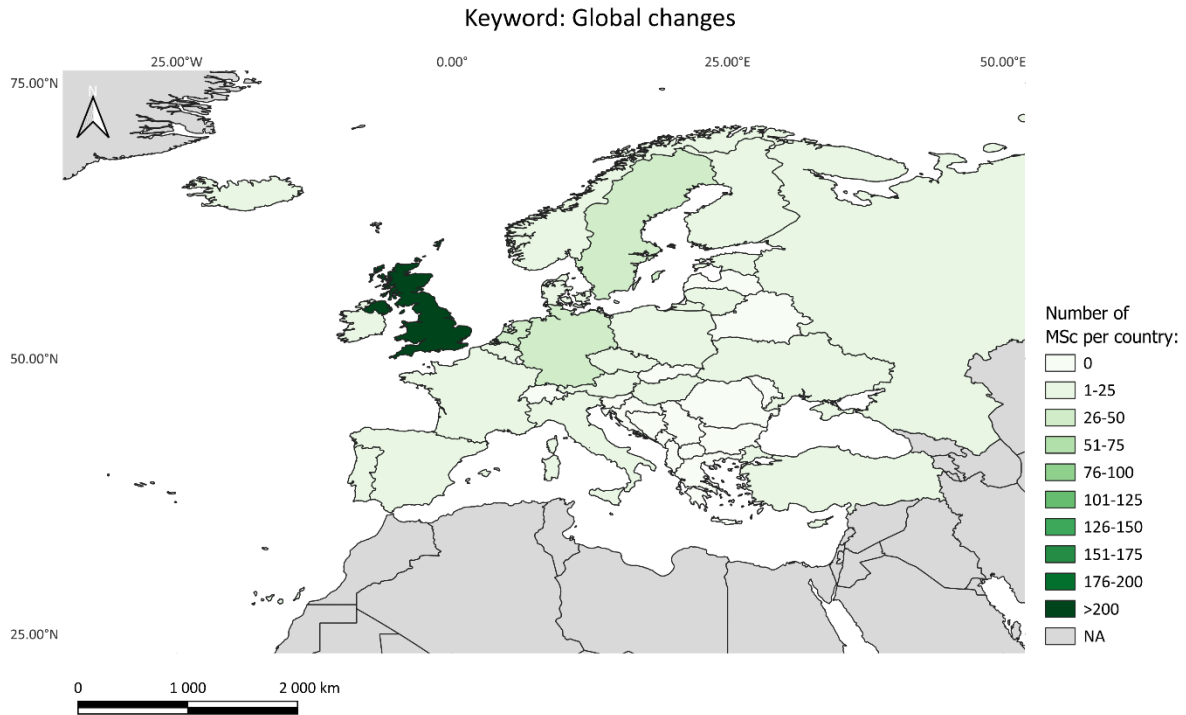 Keyword: Global changes
25.00°W
0.00°
25.00°E
50.00°E
75.00°N
N
50.00°N
25.00°N
Number of
MSc per country:
0
1-25
26-50
51-75
76-100
101-125
126-150
151-175
176-200
>200
NA
0
1 000
2 000 km